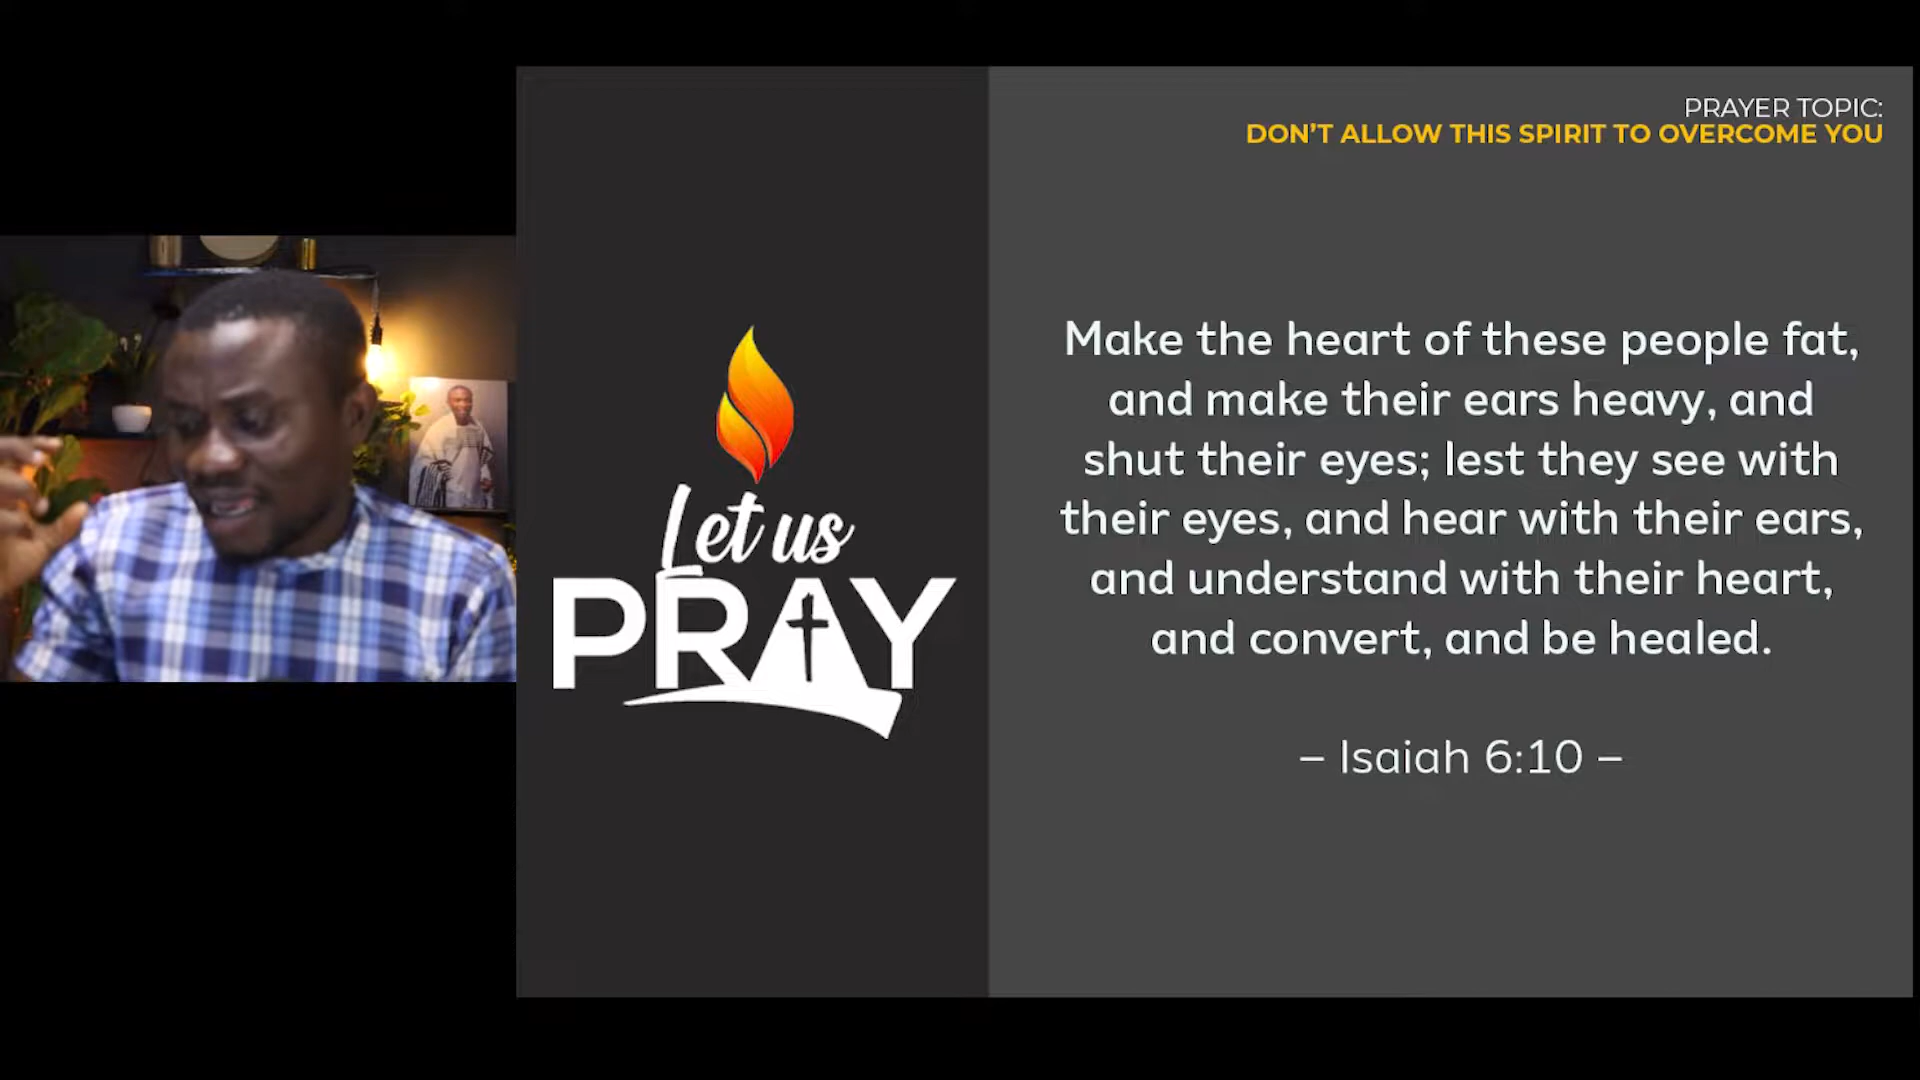 PRAYER TOPIC:
DON'T ALLOW THIS SPIRIT TO OVERCOME YOU
Let us
PRAY
Make the heart of these people fat,
and make their ears heavy, and
shut their eyes; lest they see with
their eyes, and hear with their ears,
and understand with their heart,
and convert, and be healed.
– Isaiah 6:10 –